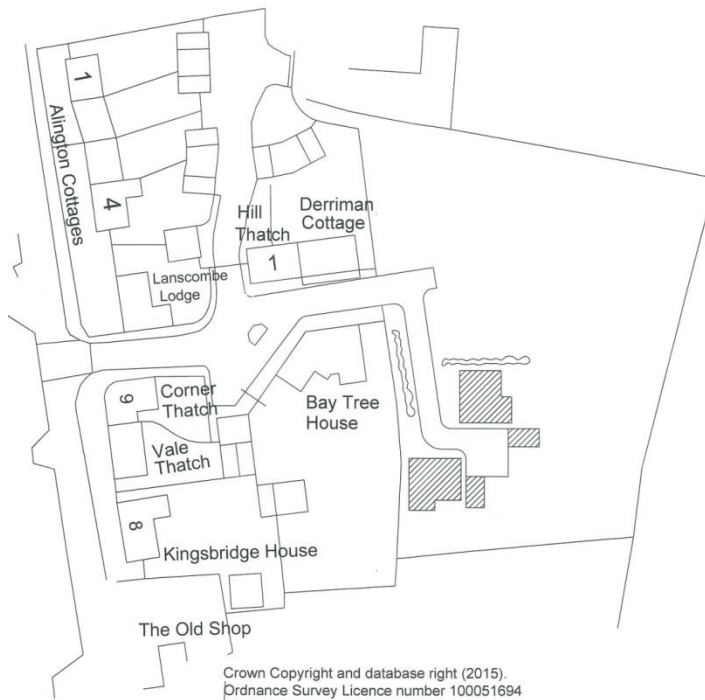 1
Alington Cottages
4
Hill
Thatch
Derriman
Cottage
1
Lanscombe
Lodge
9
Corner
Thatch
Bay Tree
House
Vale
Thatch
8
Kingsbridge House
The Old Shop
Crown Copyright and database right (2015).
Ordnance Survey Licence number 100051694